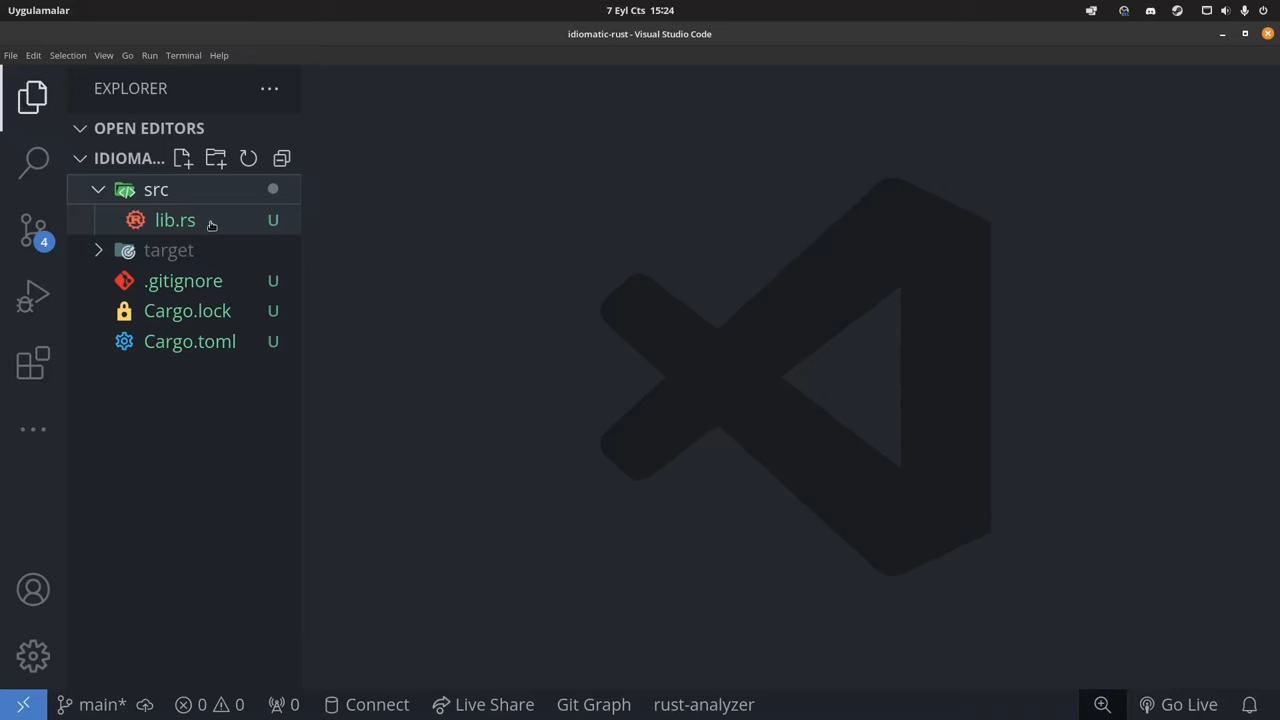 Uygulamalar
7 Eyl Cts 15:24
idiomatic-rust - Visual Studio Code
File Edit Selection View Go Run Terminal Help
EXPLORER
OPEN EDITORS
IDIOMA...
src
lib.rs U
target
.gitignore U
Cargo.lock U
Cargo.toml U
4
main* 0 0 0 Connect Live Share Git Graph rust-analyzer Go Live